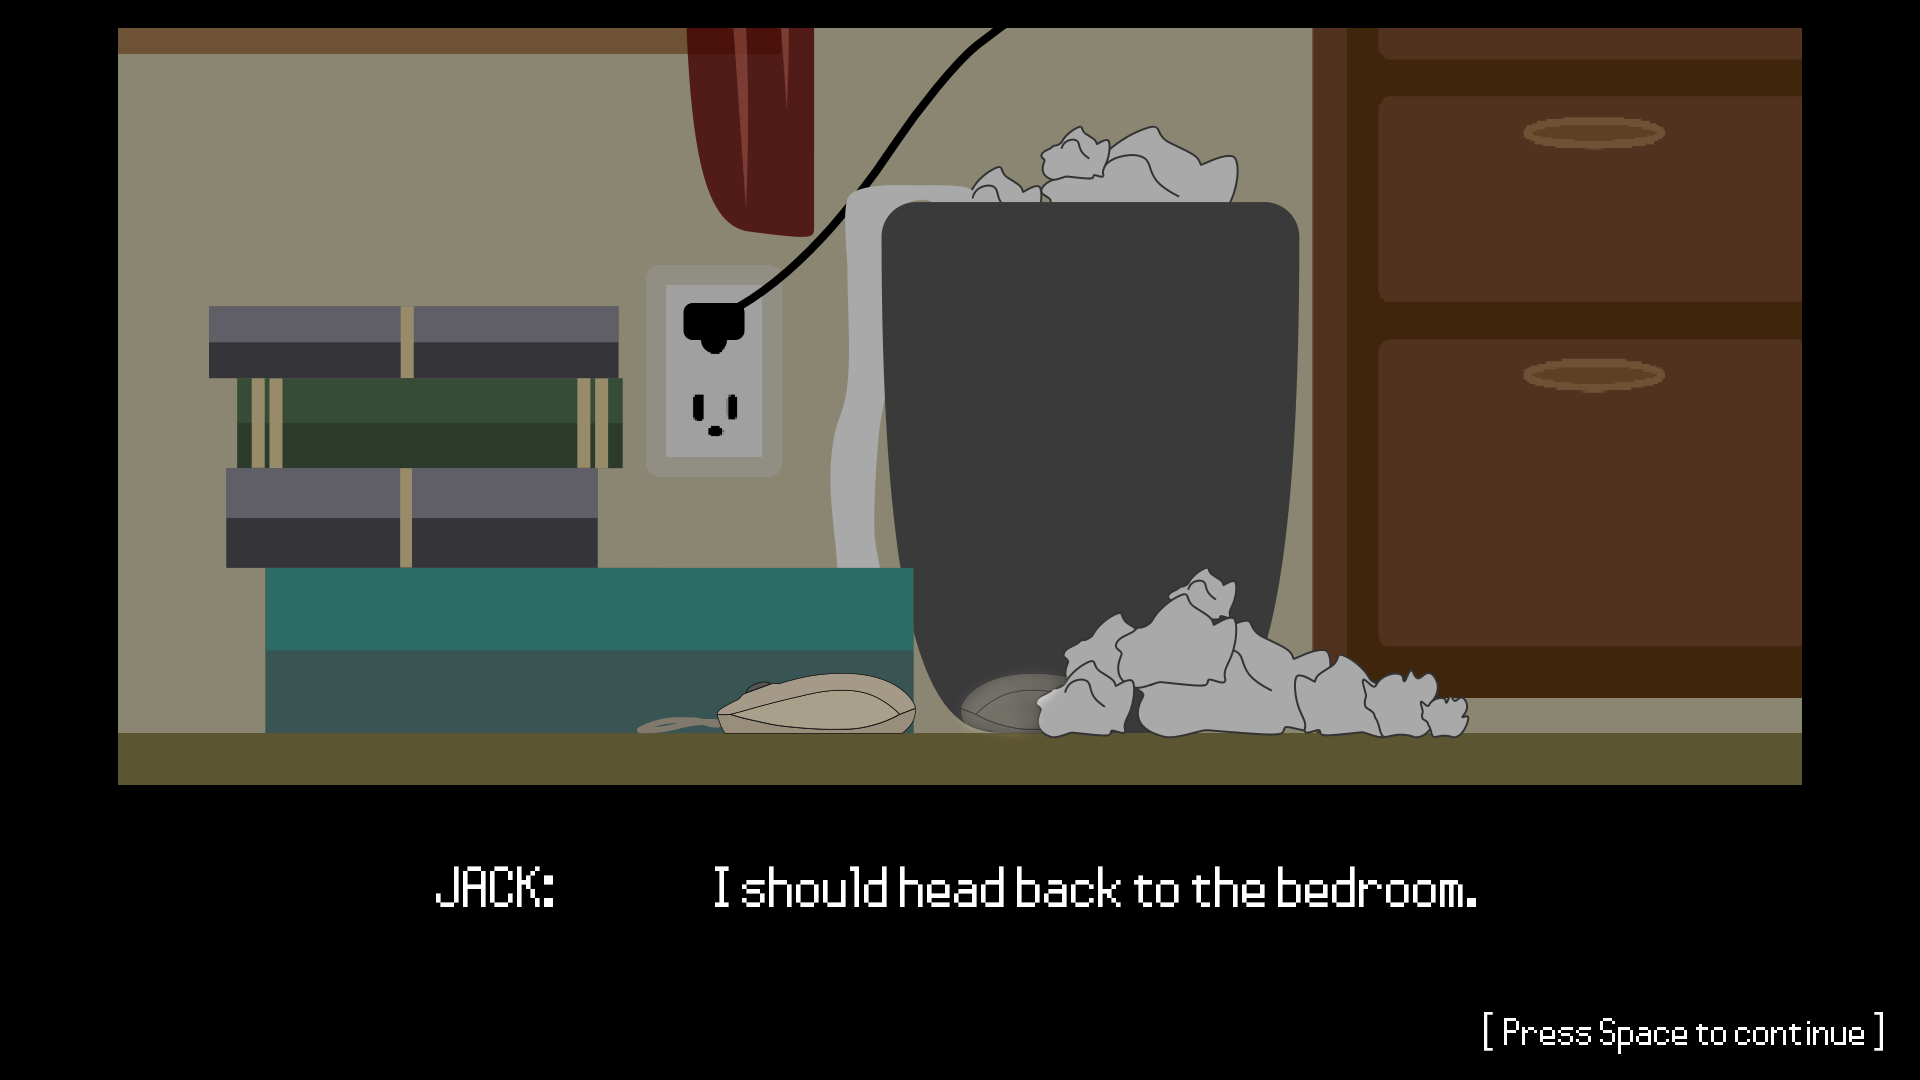 JACK: I should head back to the bedroom.
[ Press Space to continue ]